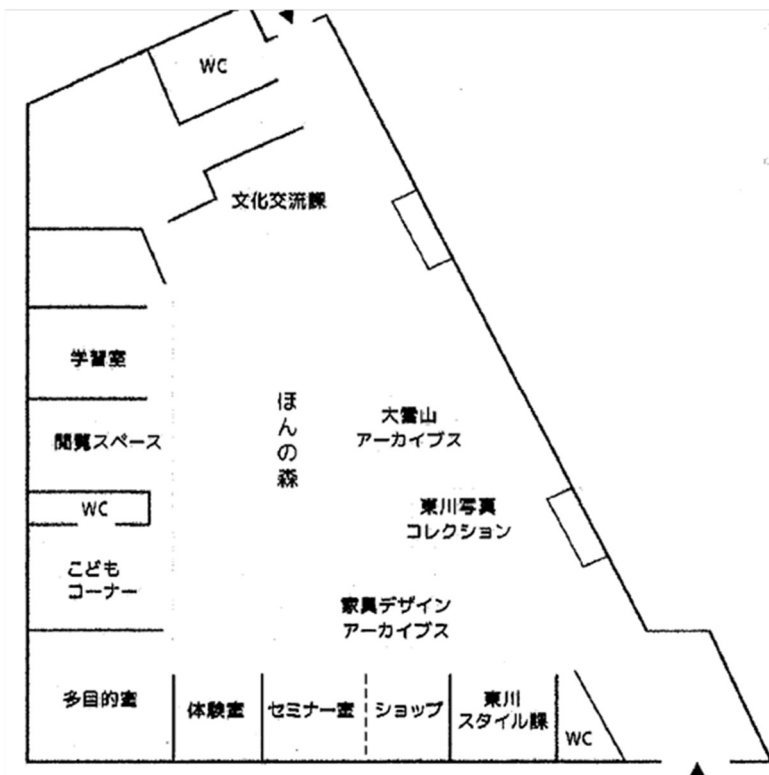 WC
文化交流課
学習室
ほんの森
大雪山
アーカイブス
閲覧スペース
WC
東川写真
コレクション
こども
コーナー
家具デザイン
アーカイブス
多目的室
体験室
セミナー室
ショップ
東川
スタイル課
WC